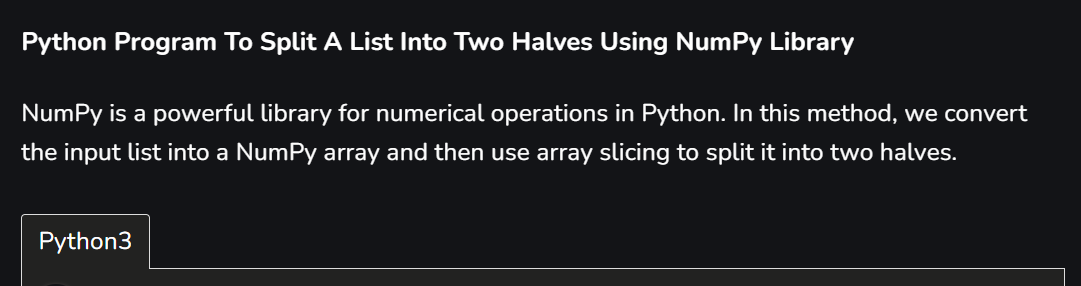 Python Program To Split A List Into Two Halves Using NumPy Library
NumPy is a powerful library for numerical operations in Python. In this method, we convert
the input list into a NumPy array and then use array slicing to split it into two halves.
Python3